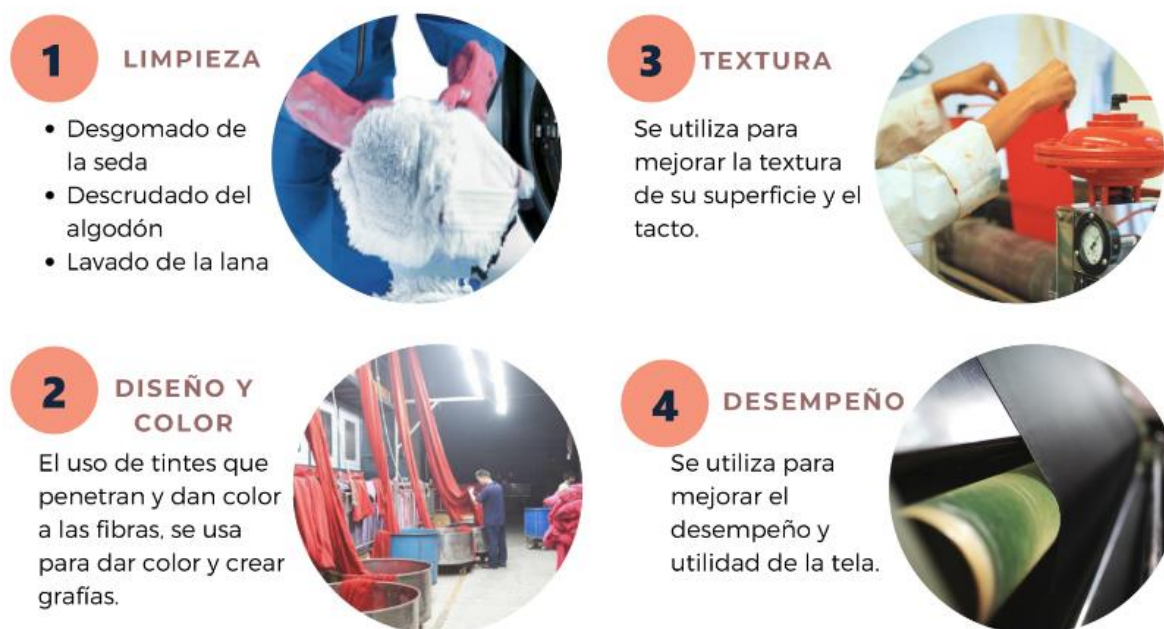 1
LIMPIEZA
• Desgomado de
la seda
• Descrudado del
algodón
• Lavado de la lana
2
DISEÑO Y
COLOR
El uso de tintes que
penetran y dan color
a las fibras, se usa
para dar color y crear
grafías.
3
TEXTURA
Se utiliza para
mejorar la textura
de su superficie y el
tacto.
4
DESEMPEÑO
Se utiliza para
mejorar el
desempeño y
utilidad de la tela.